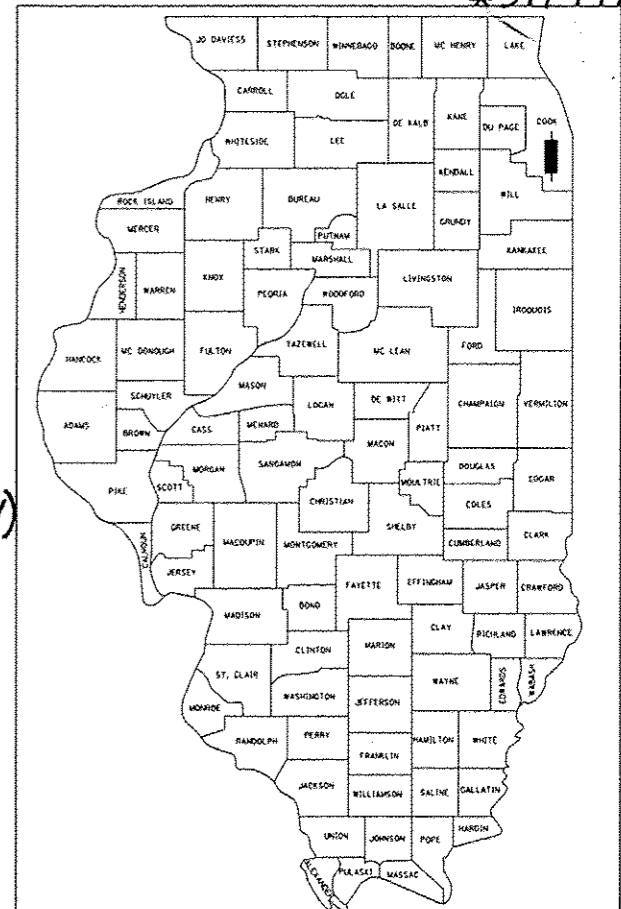 JO DAVIESS STEPHENSON WINNEBAGO BOONE MC HENRY LAKE
CARROLL OGLE DE KALB KANE DU PAGE COOK
WHITESIDE LEE KENDALL WILL
ROCK ISLAND HENRY BUREAU LA SALLE GRUNDY
MERCER STARK PUTNAM MARSHALL KANKAKEE
HENDERSON WARREN KNOX PEORIA WOODFORD LIVINGSTON IROQUOIS
HANCOCK MC DONOUGH FULTON TAZEWELL MC LEAN FORD
SCHUYLER MASON LOGAN DE WITT CHAMPAIGN VERMILION
ADAMS BROWN CASS MENARD MACON PIATT
PIKE SCOTT MORGAN SANGAMON CHRISTIAN MOULTRIE DOUGLAS EDGAR
COLES
CALHOUN GREENE MACOUPIN MONTGOMERY SHELBY CUMBERLAND CLARK
JERSEY FAYETTE EFFINGHAM JASPER CRAWFORD
MADISON BOND CLAY RICHLAND LAWRENCE
CLINTON MARION
ST. CLAIR WASHINGTON WAYNE EDWARDS WABASH
MONROE JEFFERSON
RANDOLPH PERRY HAMILTON WHITE
FRANKLIN
JACKSON WILLIAMSON SALINE GALLATIN
UNION JOHNSON POPE HARDIN
ALEXANDER PULASKI MASSAC